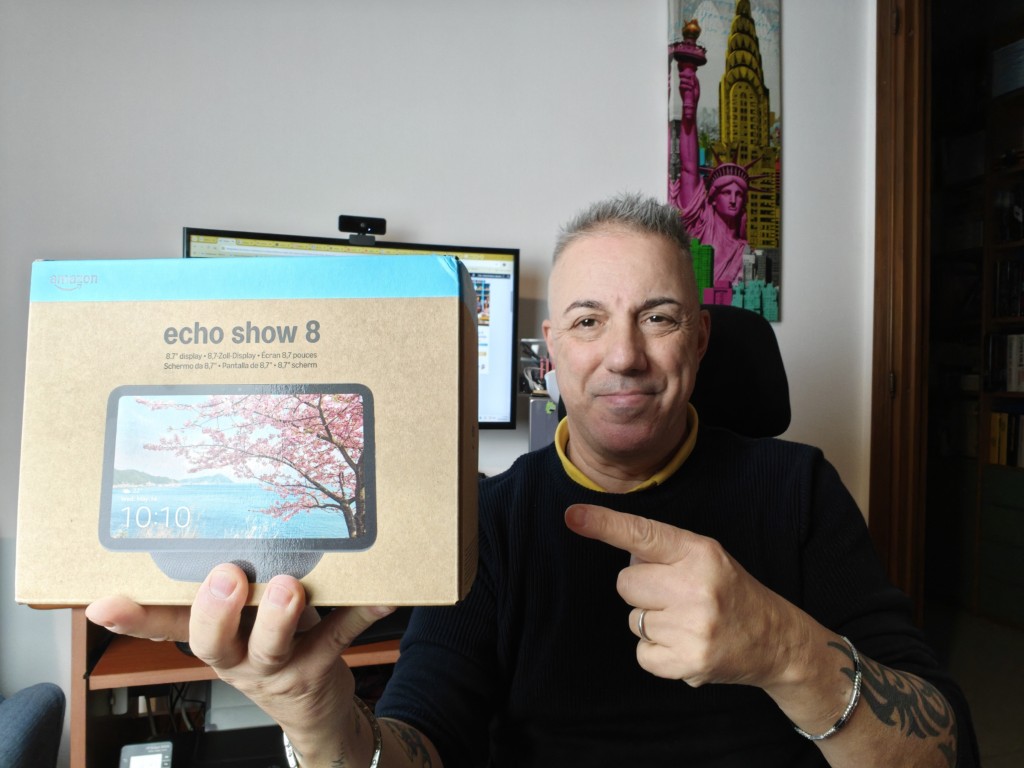 amazon
echo show 8
8.7" display • 8,7-Zoll-Display • Écran 8,7 pouces
Schermo da 8,7" • Pantalla de 8,7" • 8,7" scherm
10:10